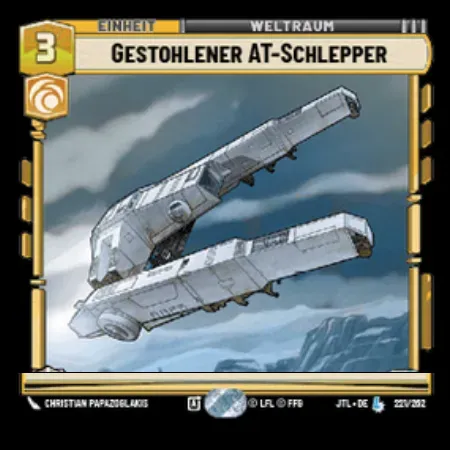 EINHEIT
WELTRAUM
3
GESTOHLENER AT-SCHLEPPER
CHRISTIAN PAPAZOGLAKIS
A
© LFL © FFG
JTL • DE
L
221/262